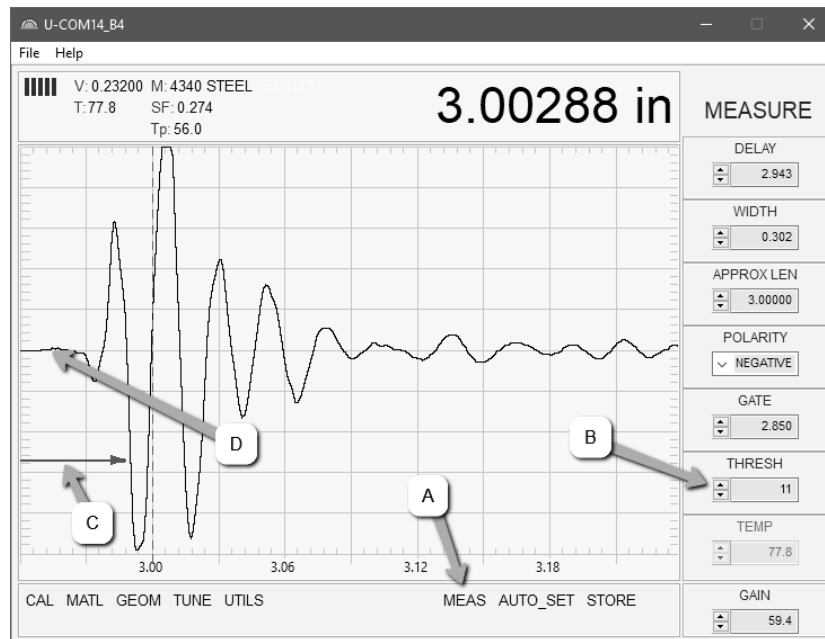 U-COM14_B4
File Help
V: 0.23200 M: 4340 STEEL
T: 77.8 SF: 0.274
Tp: 56.0
3.00288 in
MEASURE
DELAY
2.943
WIDTH
0.302
APPROX LEN
3.00000
POLARITY
NEGATIVE
GATE
2.850
THRESH
11
TEMP
77.8
GAIN
59.4
D
B
A
C
3.00 3.06 3.12 3.18
CAL MATL GEOM TUNE UTILS MEAS AUTO_SET STORE